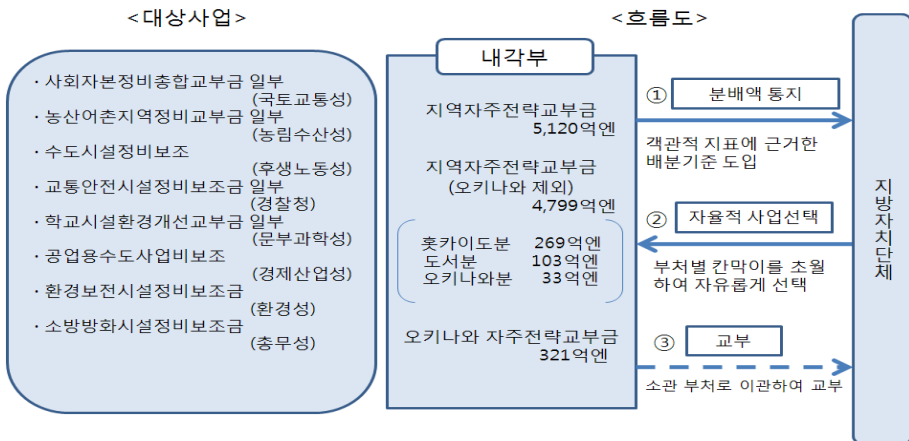 <대상사업>
· 사회자본정비총합교부금 일부
(국토교통성)
· 농산어촌지역정비교부금 일부
(농림수산성)
· 수도시설정비보조
(후생노동성)
· 교통안전시설정비보조금 일부
(경찰청)
· 학교시설환경개선교부금 일부
(문부과학성)
· 공업용수도사업비보조
(경제산업성)
· 환경보전시설정비보조금
(환경성)
· 소방방화시설정비보조금
(총무성)
<흐름도>
내각부
지역자주전략교부금
5,120억엔
지역자주전략교부금
(오키나와 제외)
4,799억엔
홋카이도분 269억엔
도서분 103억엔
오키나와분 33억엔
오키나와 자주전략교부금
321억엔
① 분배액 통지
객관적 지표에 근거한
배분기준 도입
② 자율적 사업선택
부처별 칸막이를 초월
하여 자유롭게 선택
③ 교부
소관 부처로 이관하여 교부
지방자치단체